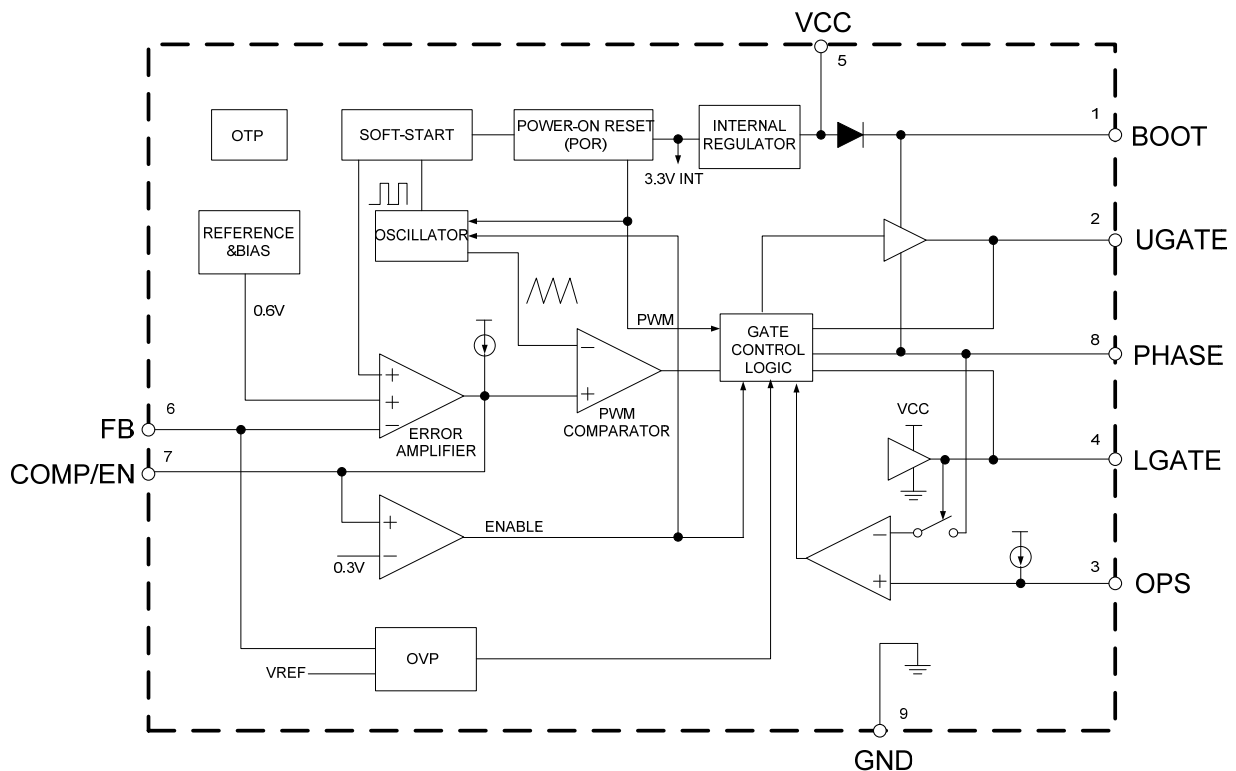 VCC
5
OTP
SOFT-START
POWER-ON RESET
(POR)
INTERNAL
REGULATOR
1
BOOT
3.3V INT
REFERENCE
&BIAS
OSCILLATOR
2
UGATE
0.6V
PWM
GATE
CONTROL
LOGIC
8
PHASE
+
+
−
−
+
ERROR
AMPLIFIER
PWM
COMPARATOR
6
FB
7
COMP/EN
VCC
4
LGATE
+
−
0.3V
ENABLE
−
+
3
OPS
OVP
VREF
9
GND